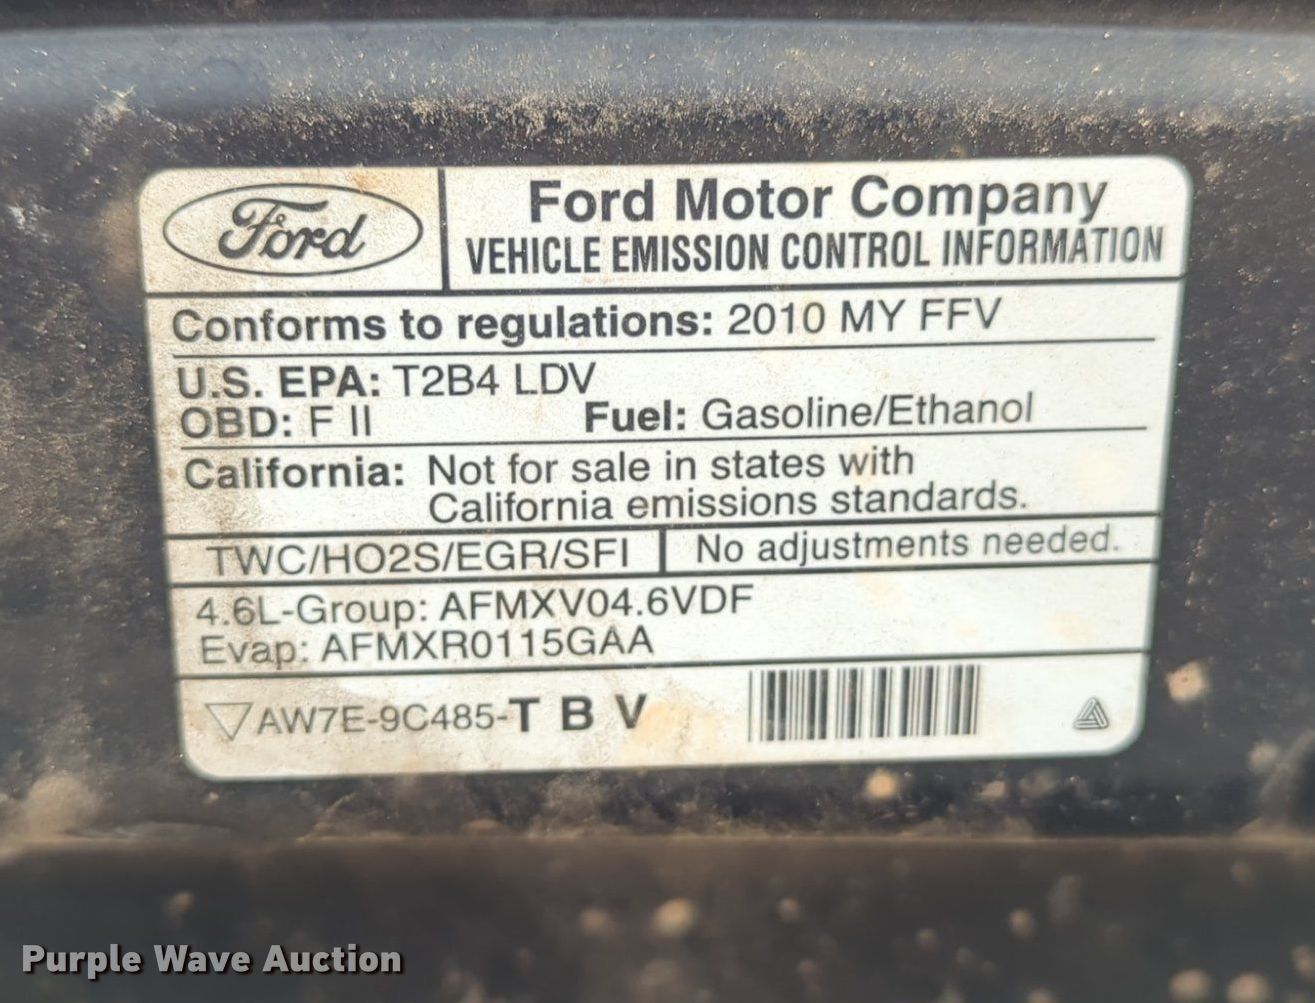 Ford
Ford Motor Company
VEHICLE EMISSION CONTROL INFORMATION
Conforms to regulations: 2010 MY FFV
U.S. EPA: T2B4 LDV
OBD: F II Fuel: Gasoline/Ethanol
California: Not for sale in states with
California emissions standards.
TWC/HO2S/EGR/SFI No adjustments needed.
4.6L-Group: AFMXV04.6VDF
Evap: AFMXR0115GAA
AW7E-9C485-T B V
Purple Wave Auction